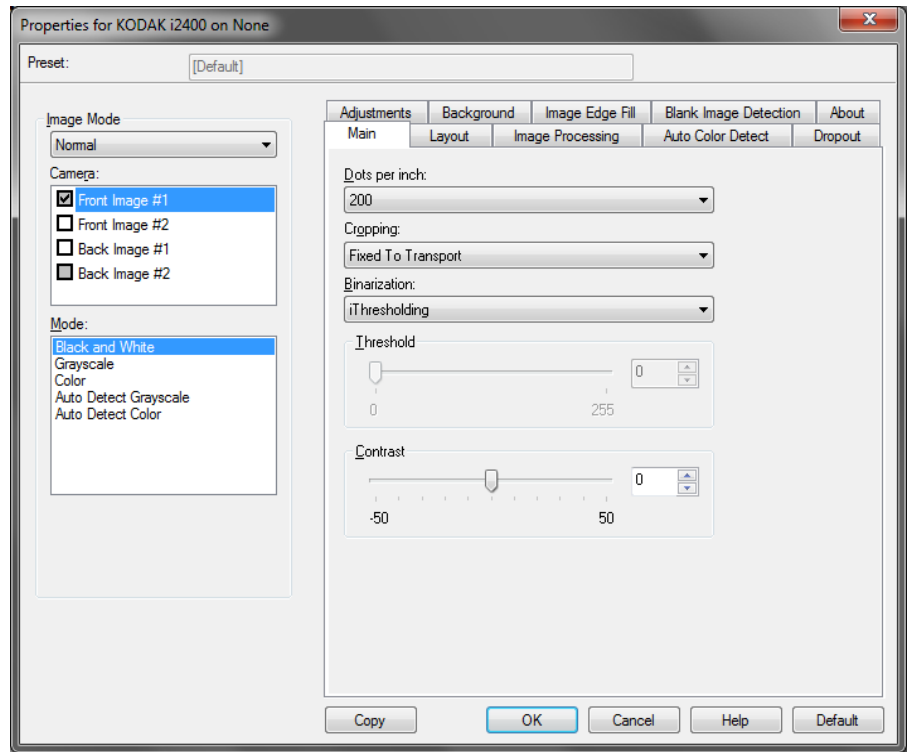 Properties for KODAK i2400 on None
Preset:
[Default]
Image Mode
Normal
Camera:
Front Image #1
Front Image #2
Back Image #1
Back Image #2
Mode:
Black and White
Grayscale
Color
Auto Detect Grayscale
Auto Detect Color
Adjustments Background Image Edge Fill Blank Image Detection About
Main Layout Image Processing Auto Color Detect Dropout
Dots per inch:
200
Cropping:
Fixed To Transport
Binarization:
iThresholding
Threshold
0
0 255
Contrast
0
-50 50
Copy OK Cancel Help Default